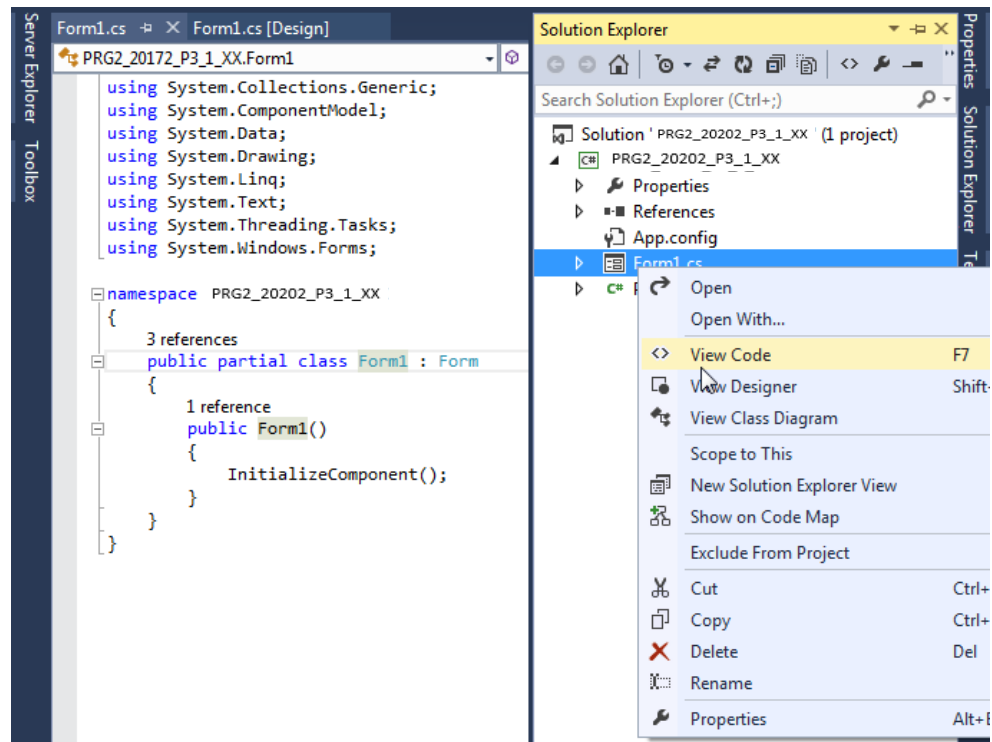 Server Explorer
Toolbox
Form1.cs
Form1.cs [Design]
PRG2_20172_P3_1_XX.Form1
using System.Collections.Generic;
using System.ComponentModel;
using System.Data;
using System.Drawing;
using System.Linq;
using System.Text;
using System.Threading.Tasks;
using System.Windows.Forms;
namespace PRG2_20202_P3_1_XX
{
3 references
public partial class Form1 : Form
{
1 reference
public Form1()
{
InitializeComponent();
}
}
}
Solution Explorer
Search Solution Explorer (Ctrl+;)
Solution ' PRG2_20202_P3_1_XX ' (1 project)
C# PRG2_20202_P3_1_XX
Properties
References
App.config
Form1.cs
C#
Open
Open With...
View Code F7
View Designer Shift+
View Class Diagram
Scope to This
New Solution Explorer View
Show on Code Map
Exclude From Project
Cut Ctrl+
Copy Ctrl+
Delete Del
Rename
Properties Alt+E
Properties
Solution Explorer